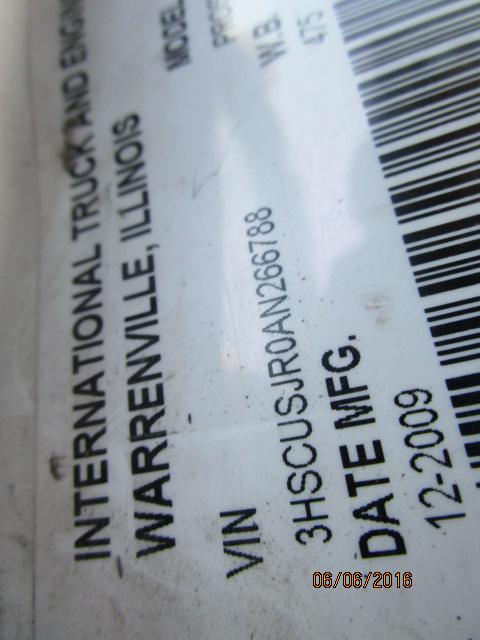 INTERNATIONAL TRUCK AND ENGINE
WARRENVILLE, ILLINOIS
MODEL
VIN
W.B.
3HSCUSJR0AN266788
475
DATE MFG.
12-2009
06/06/2016